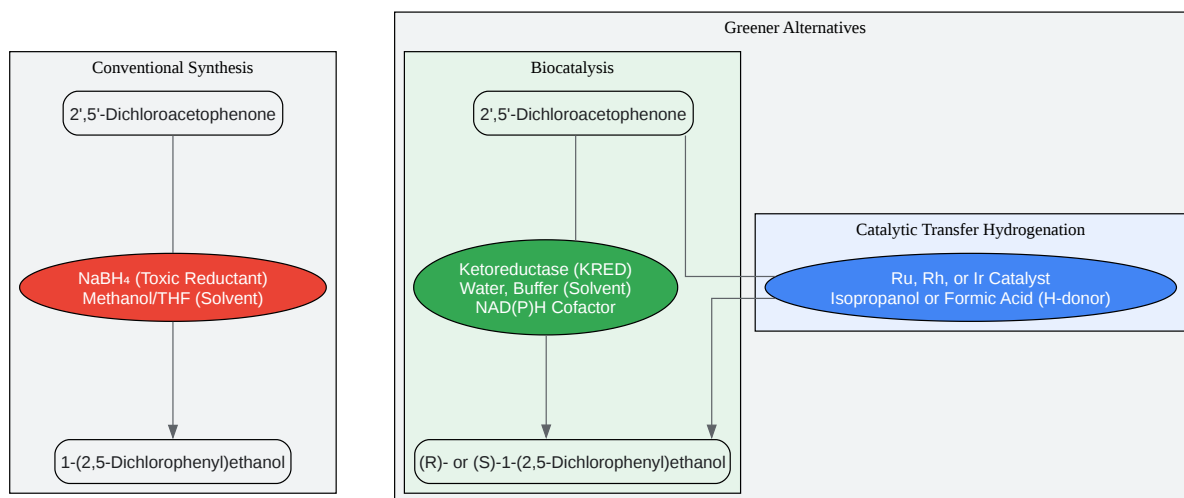 Conventional Synthesis
2',5'-Dichloroacetophenone
NaBH₄ (Toxic Reductant)
Methanol/THF (Solvent)
1-(2,5-Dichlorophenyl)ethanol
Greener Alternatives
Biocatalysis
2',5'-Dichloroacetophenone
Ketoreductase (KRED)
Water, Buffer (Solvent)
NAD(P)H Cofactor
(R)- or (S)-1-(2,5-Dichlorophenyl)ethanol
Catalytic Transfer Hydrogenation
Ru, Rh, or Ir Catalyst
Isopropanol or Formic Acid (H-donor)